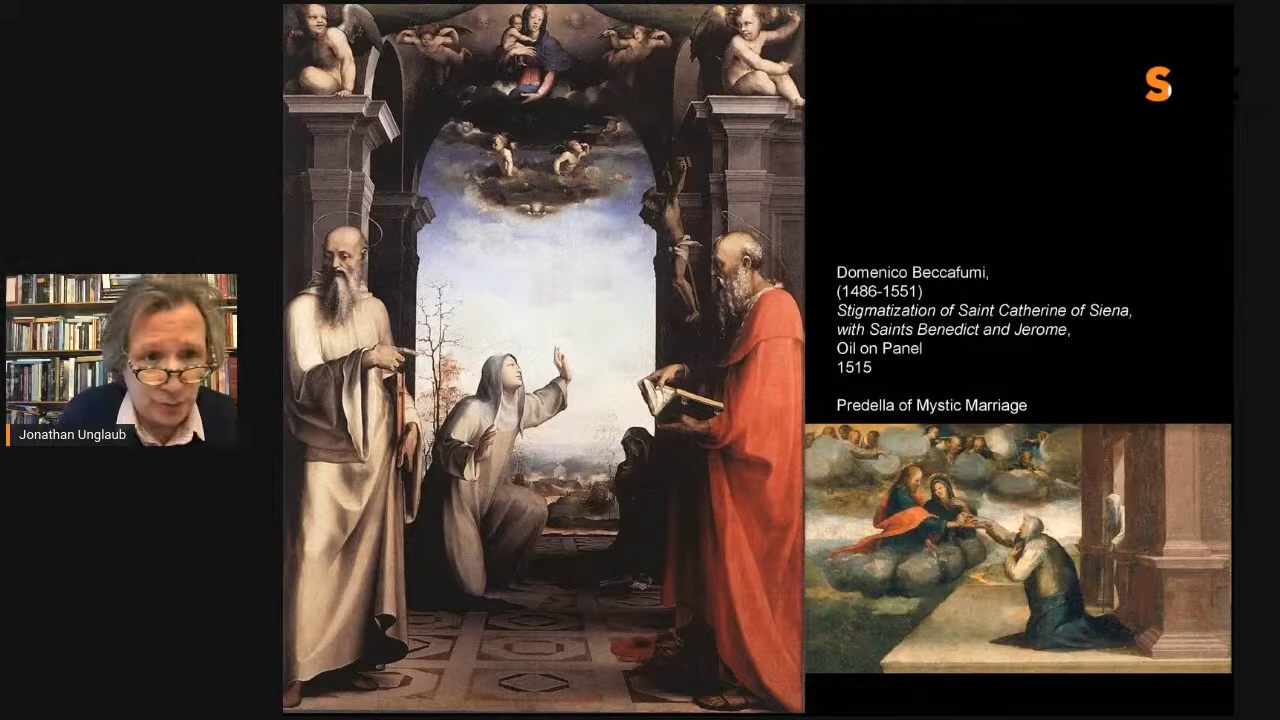 S
Domenico Beccafumi,
(1486-1551)
Stigmatization of Saint Catherine of Siena,
with Saints Benedict and Jerome,
Oil on Panel
1515
Predella of Mystic Marriage
Jonathan Unglaub